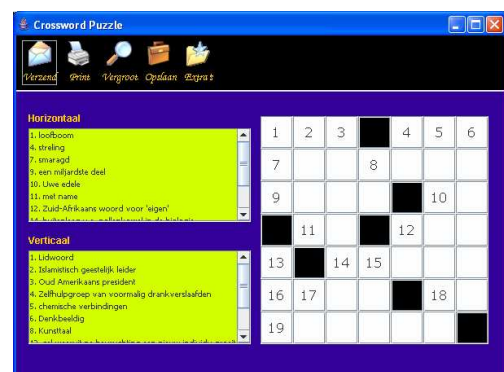 Crossword Puzzle
Verzend Print Vergroot Opslaan Extra's
Horizontaal
1. loofboom
4. streling
7. smaragd
9. een miljardste deel
10. Uwe edele
11. met name
12. Zuid-Afrikaans woord voor 'eigen'
Verticaal
1. Lidwoord
2. Islamistisch geestelijk leider
3. Oud Amerikaans president
4. Zelfhulpgroep van voormalig drankverslaafden
5. chemische verbindingen
6. Denkbeeldig
8. Kunsttaal
1 2 3 4 5 6
7 8
9 10
11 12
13 14 15
16 17 18
19